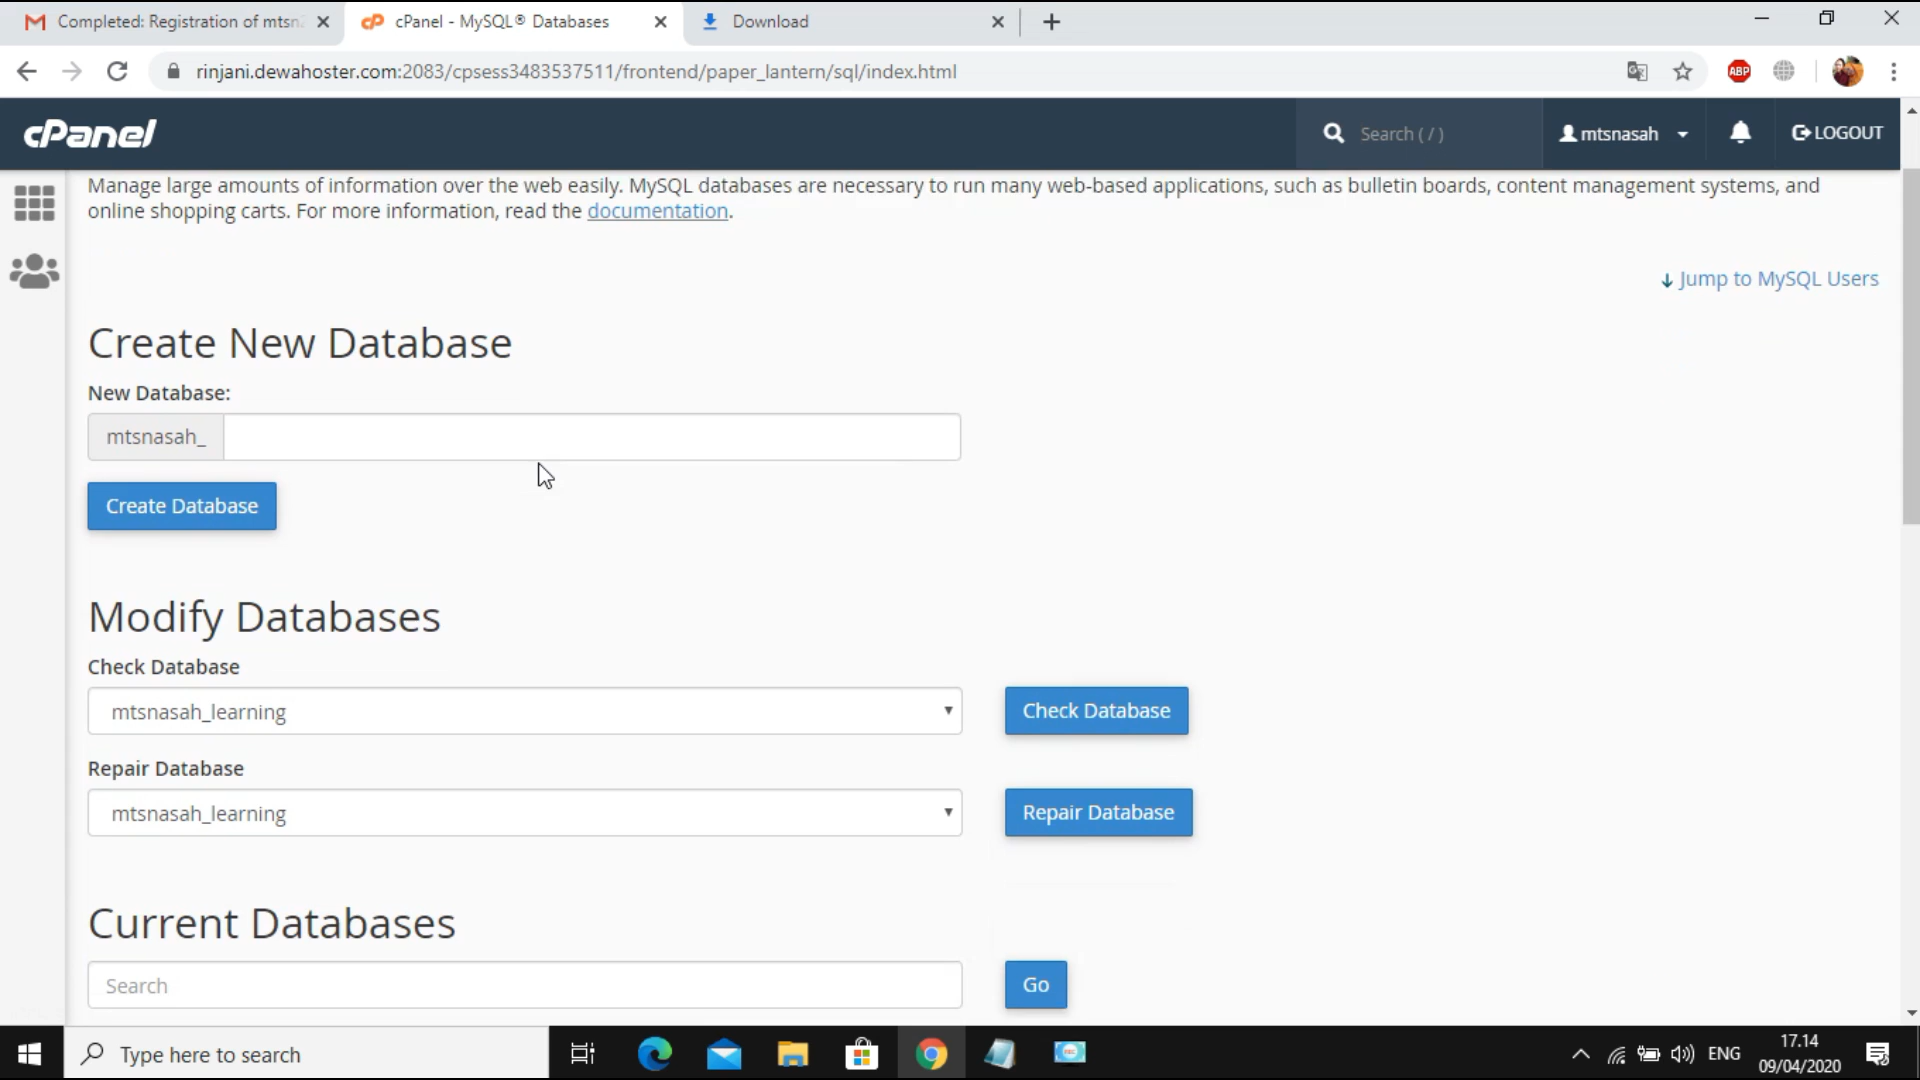 Completed: Registration of mtsn
cPanel - MySQL® Databases
Download
rinjani.dewahoster.com:2083/cpsess3483537511/frontend/paper_lantern/sql/index.html
ABP
cPanel
Search ( / )
mtsnasah
LOGOUT
Manage large amounts of information over the web easily. MySQL databases are necessary to run many web-based applications, such as bulletin boards, content management systems, and
online shopping carts. For more information, read the documentation.
Jump to MySQL Users
Create New Database
New Database:
mtsnasah_
Create Database
Modify Databases
Check Database
mtsnasah_learning
Check Database
Repair Database
mtsnasah_learning
Repair Database
Current Databases
Search
Go
Type here to search
ENG
17.14
09/04/2020